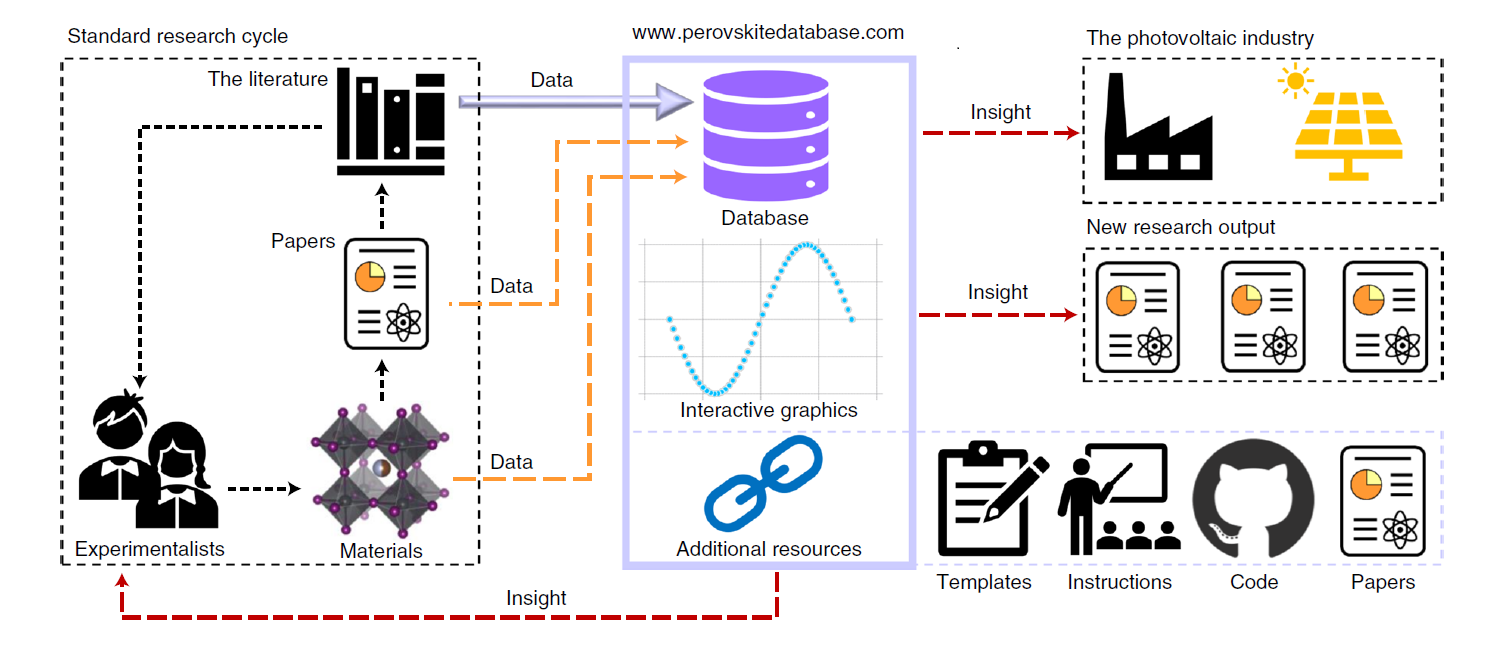 Standard research cycle
www.perovskitedatabase.com
The photovoltaic industry
The literature
Data
Insight
Database
New research output
Papers
Data
Insight
Interactive graphics
Data
Experimentalists
Materials
Additional resources
Templates
Instructions
Code
Papers
Insight